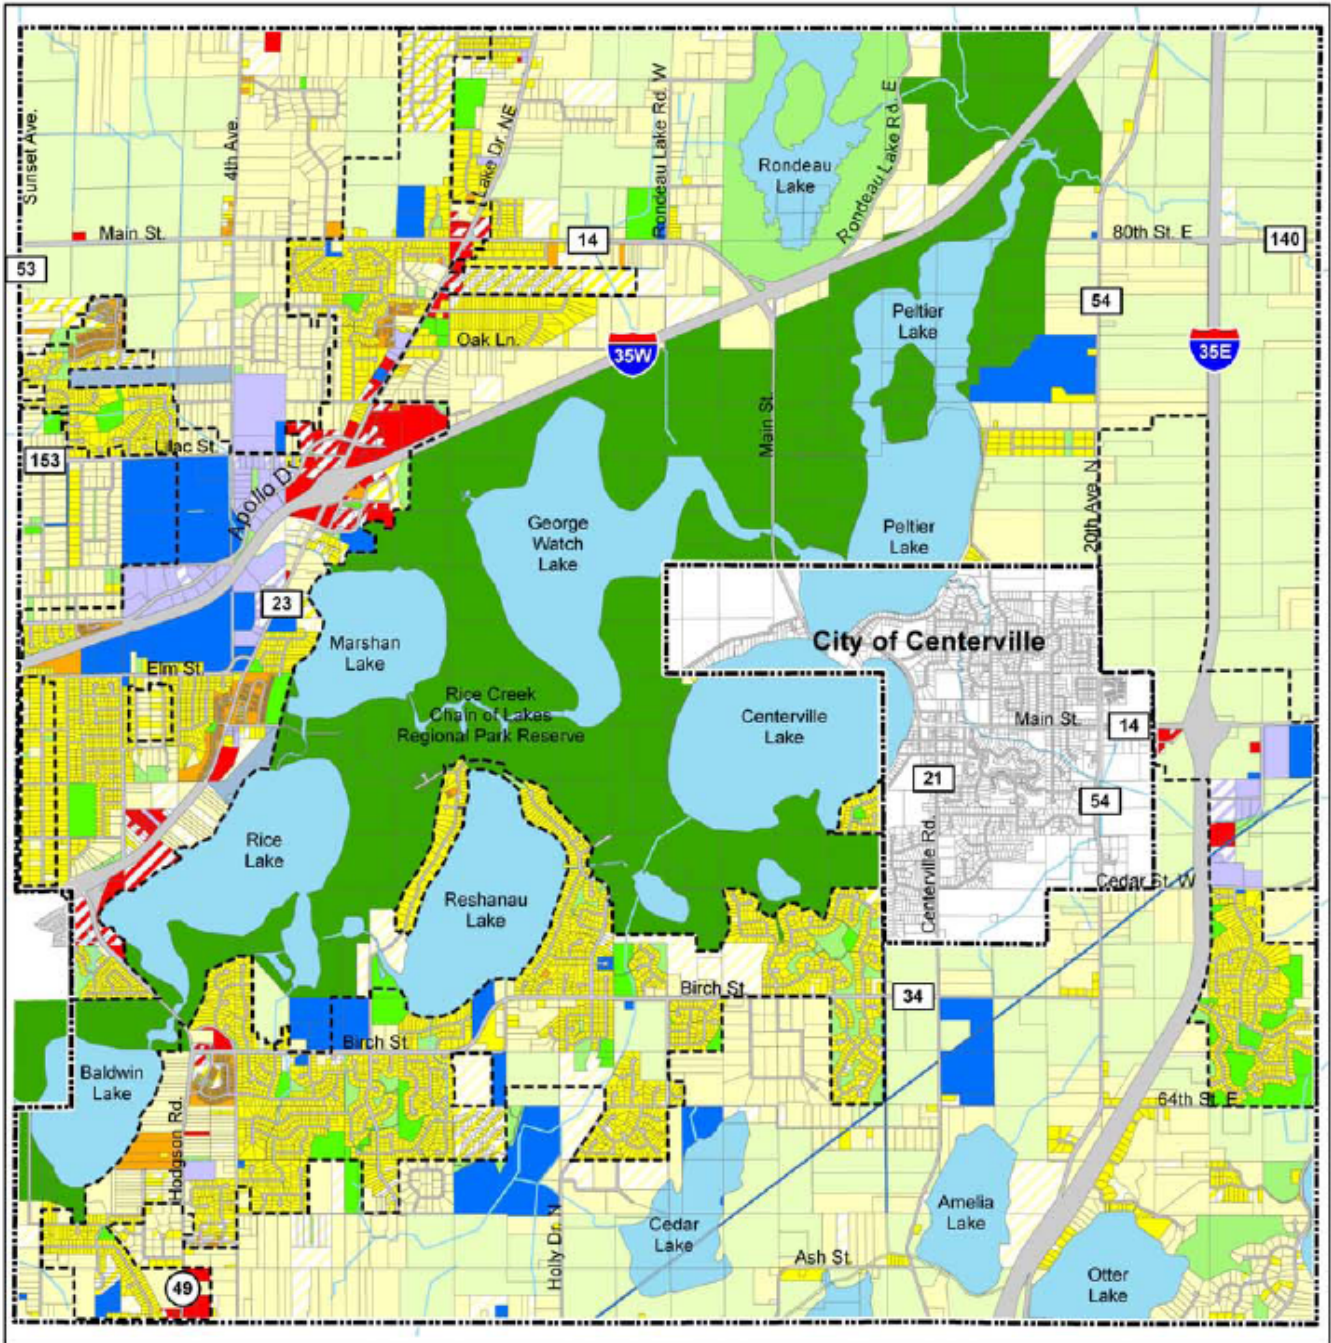 Sunset Ave.
4th Ave.
Lake Dr. NE
Rondeau Lake Rd. W
Rondeau
Lake
Rondeau Lake Rd. E
Main St.
14
80th St. E
140
53
54
Peltier
Lake
Oak Ln.
35W
35E
Main St.
Lilac St.
153
Apollo Dr.
George
Watch
Lake
Peltier
Lake
20th Ave. N
23
Marshan
Lake
City of Centerville
Elm St
Rice Creek
Chain of Lakes
Regional Park Reserve
Centerville
Lake
Main St.
14
21
54
Rice
Lake
Centerville Rd.
Cedar St. W
Reshanau
Lake
Birch St.
34
Birch St.
Baldwin
Lake
64th St. E
Hodgson Rd.
Holly Dr. N
Cedar
Lake
Amelia
Lake
Ash St.
Otter
Lake
49